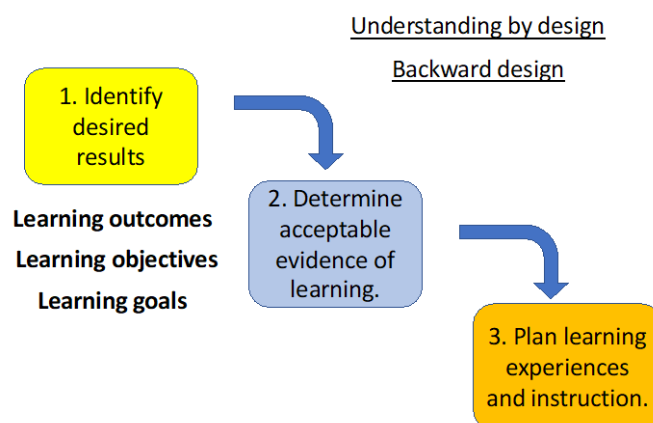 Understanding by design
Backward design
1. Identify
desired
results
Learning outcomes
Learning objectives
Learning goals
2. Determine
acceptable
evidence of
learning.
3. Plan learning
experiences
and instruction.